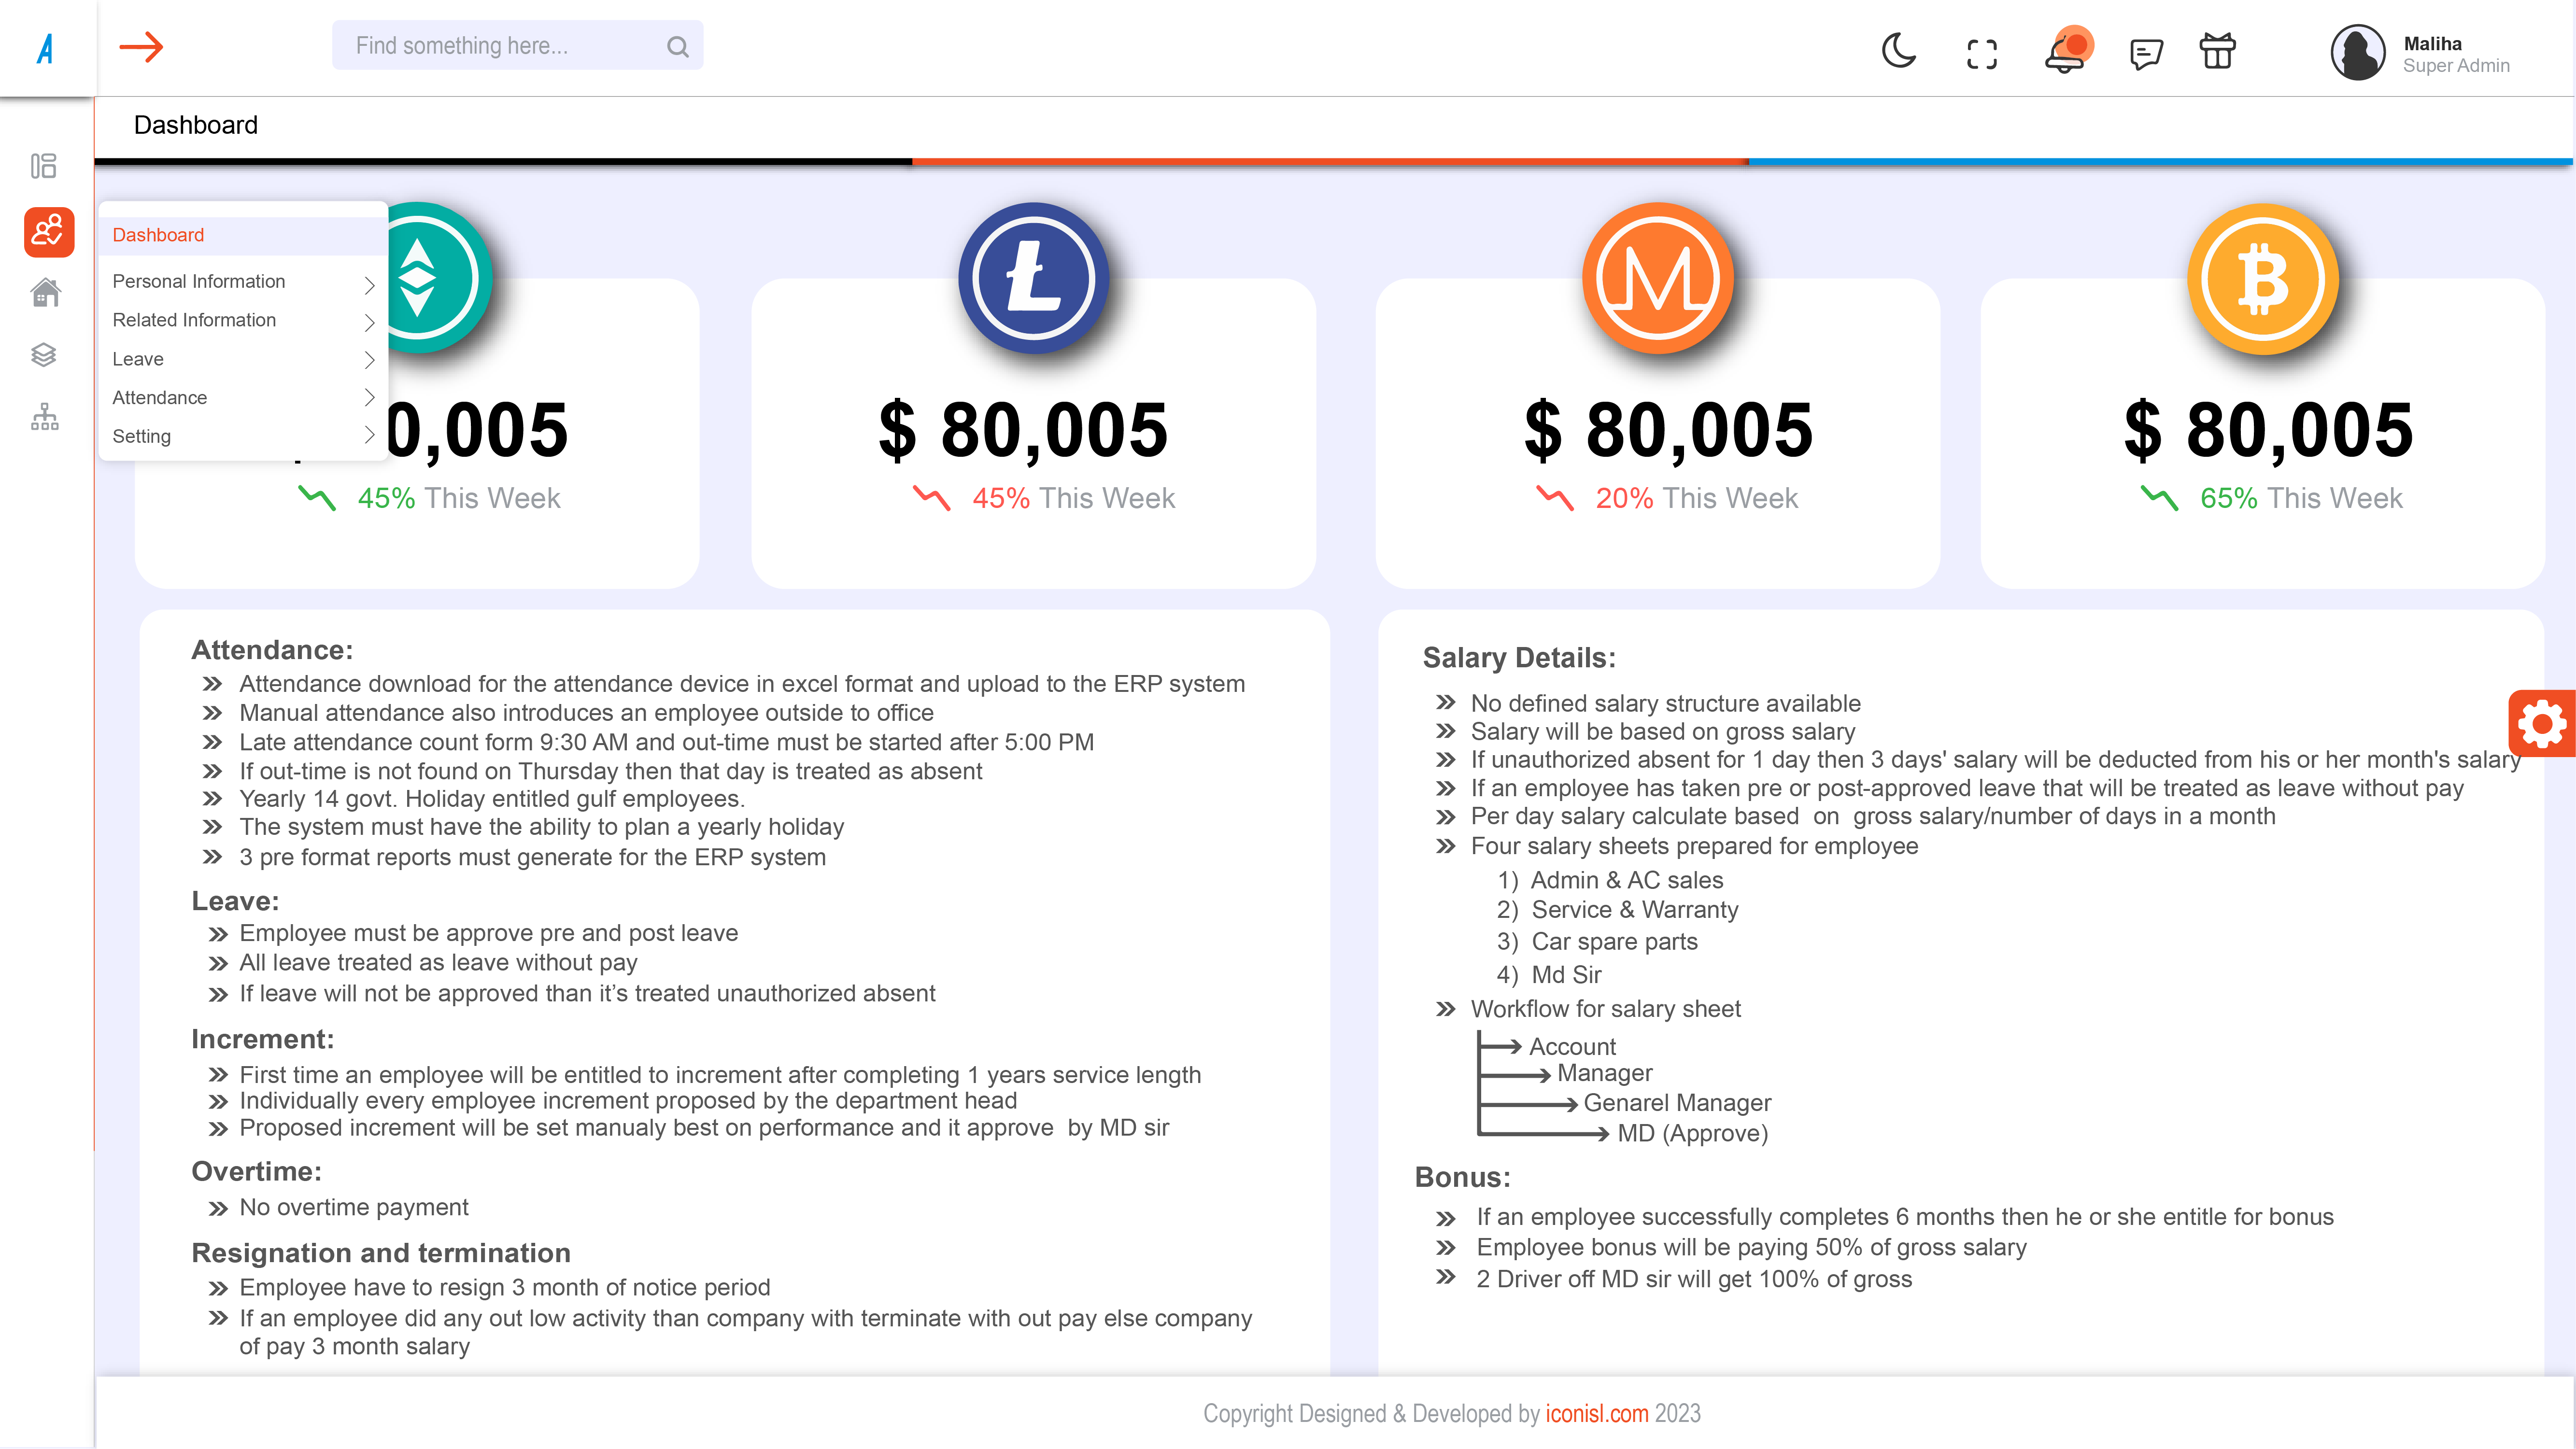 A
Find something here...
Maliha
Super Admin
Dashboard
Dashboard
Personal Information
Related Information
Leave
Attendance
Setting
0,005
$ 80,005
$ 80,005
$ 80,005
45% This Week
45% This Week
20% This Week
65% This Week
Attendance:
Attendance download for the attendance device in excel format and upload to the ERP system
Manual attendance also introduces an employee outside to office
Late attendance count form 9:30 AM and out-time must be started after 5:00 PM
If out-time is not found on Thursday then that day is treated as absent
Yearly 14 govt. Holiday entitled gulf employees.
The system must have the ability to plan a yearly holiday
3 pre format reports must generate for the ERP system
Leave:
Employee must be approve pre and post leave
All leave treated as leave without pay
If leave will not be approved than it’s treated unauthorized absent
Increment:
First time an employee will be entitled to increment after completing 1 years service length
Individually every employee increment proposed by the department head
Proposed increment will be set manualy best on performance and it approve by MD sir
Overtime:
No overtime payment
Resignation and termination
Employee have to resign 3 month of notice period
If an employee did any out low activity than company with terminate with out pay else company
of pay 3 month salary
Salary Details:
No defined salary structure available
Salary will be based on gross salary
If unauthorized absent for 1 day then 3 days' salary will be deducted from his or her month's salary
If an employee has taken pre or post-approved leave that will be treated as leave without pay
Per day salary calculate based on gross salary/number of days in a month
Four salary sheets prepared for employee
1) Admin & AC sales
2) Service & Warranty
3) Car spare parts
4) Md Sir
Workflow for salary sheet
Account
Manager
Genarel Manager
MD (Approve)
Bonus:
If an employee successfully completes 6 months then he or she entitle for bonus
Employee bonus will be paying 50% of gross salary
2 Driver off MD sir will get 100% of gross
Copyright Designed & Developed by iconisl.com 2023